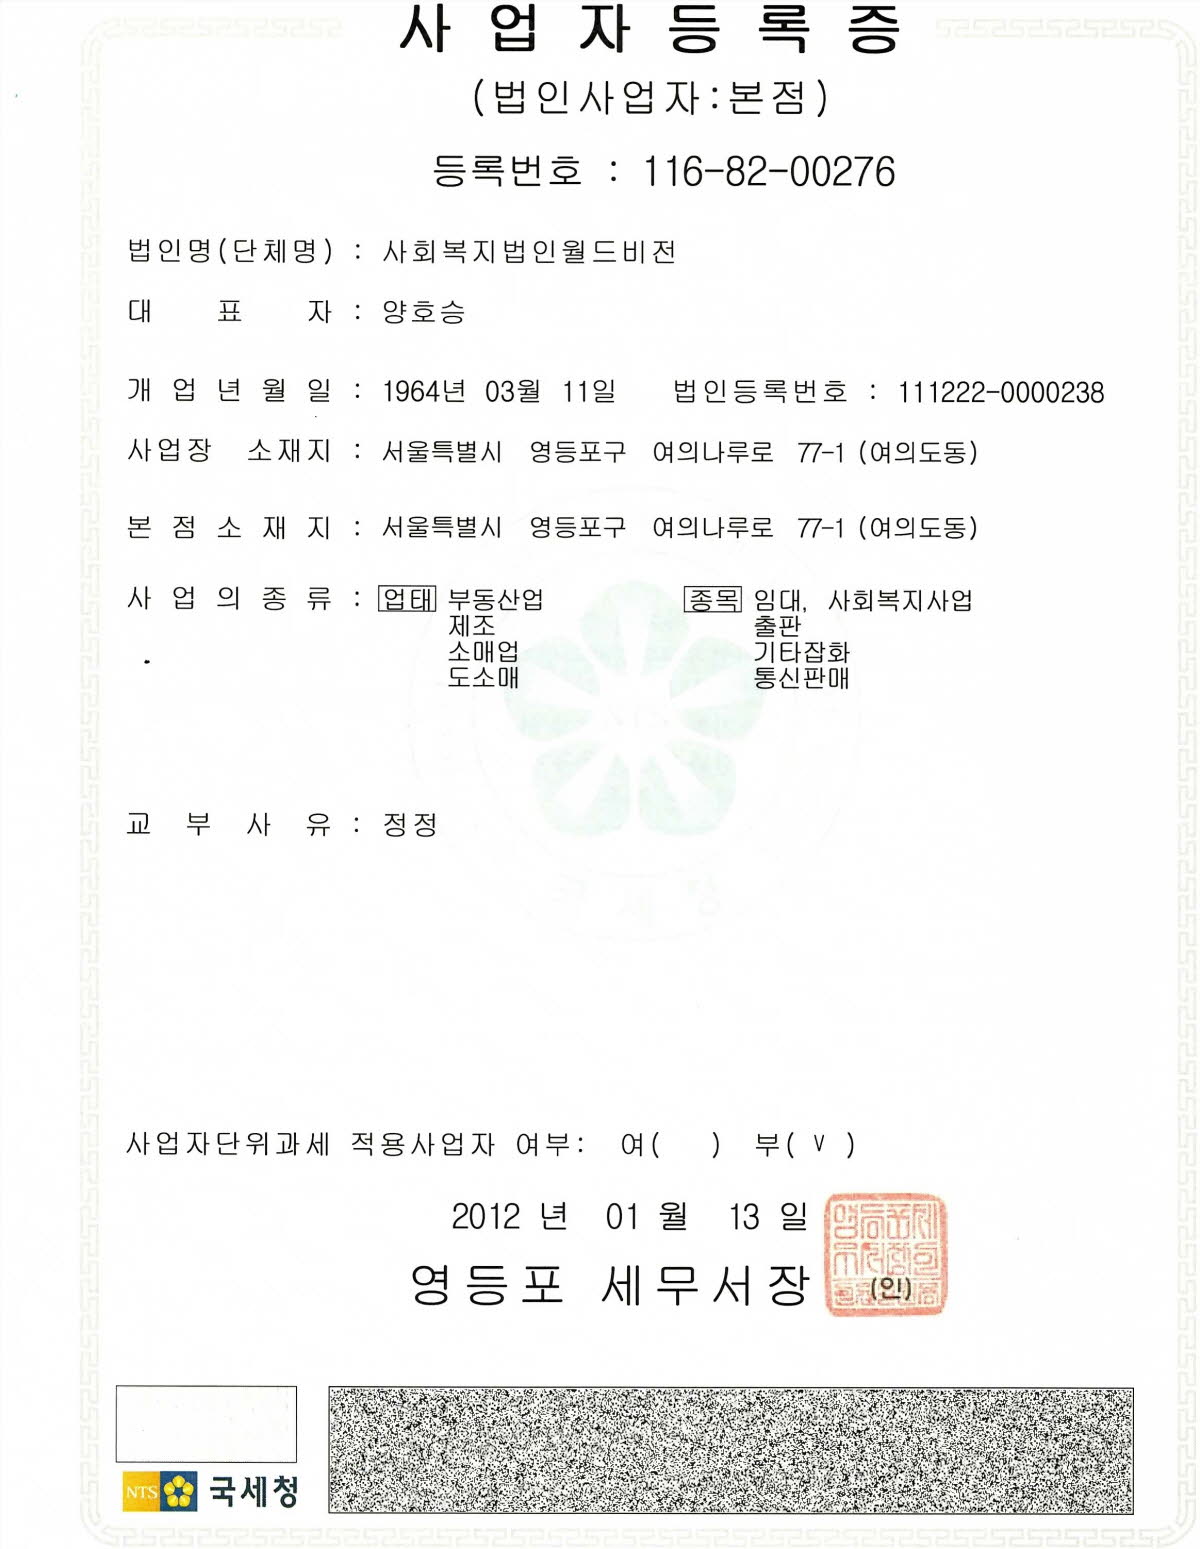 사업자등록증
(법인사업자:본점)
등록번호 : 116-82-00276
법인명(단체명) : 사회복지법인월드비전
대 표 자 : 양호승
개 업 년 월 일 : 1964년 03월 11일 법인등록번호 : 111222-0000238
사업장 소재지 : 서울특별시 영등포구 여의나루로 77-1 (여의도동)
본 점 소 재 지 : 서울특별시 영등포구 여의나루로 77-1 (여의도동)
사 업 의 종 류 : 업태 부동산업 종목 임대, 사회복지사업
제조 출판
소매업 기타잡화
도소매 통신판매
교 부 사 유 : 정정
사업자단위과세 적용사업자 여부: 여( ) 부( V )
2012 년 01 월 13 일
영등포 세무서장 (인)
NTS 국세청